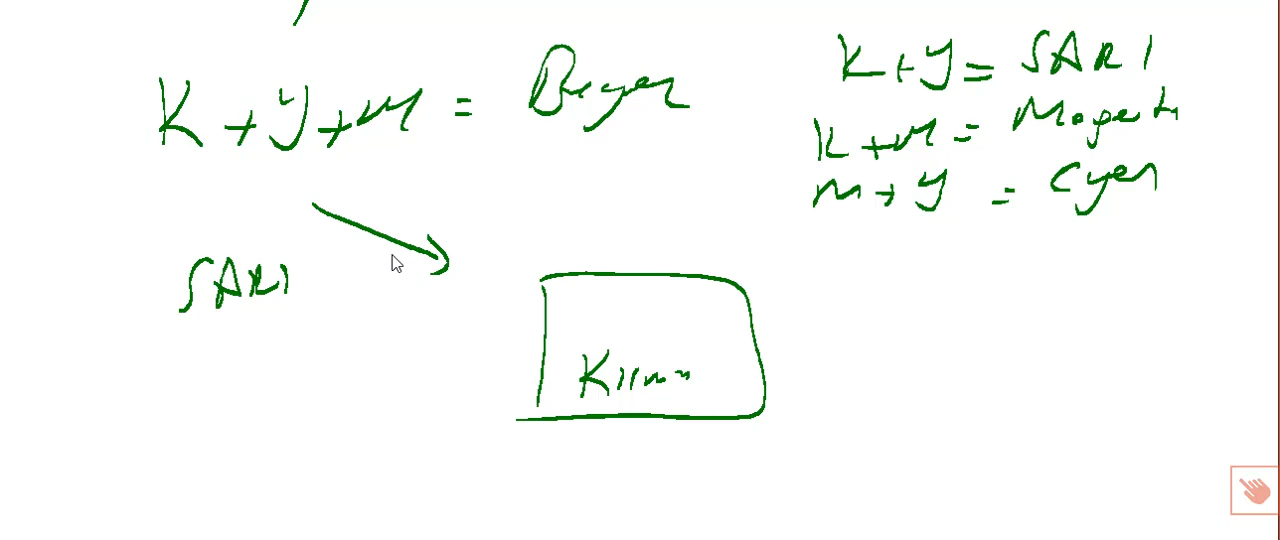 K + Y + M = Beyaz
K + Y = SARI
K + M = Magenta
M + Y = Cyan
SARI